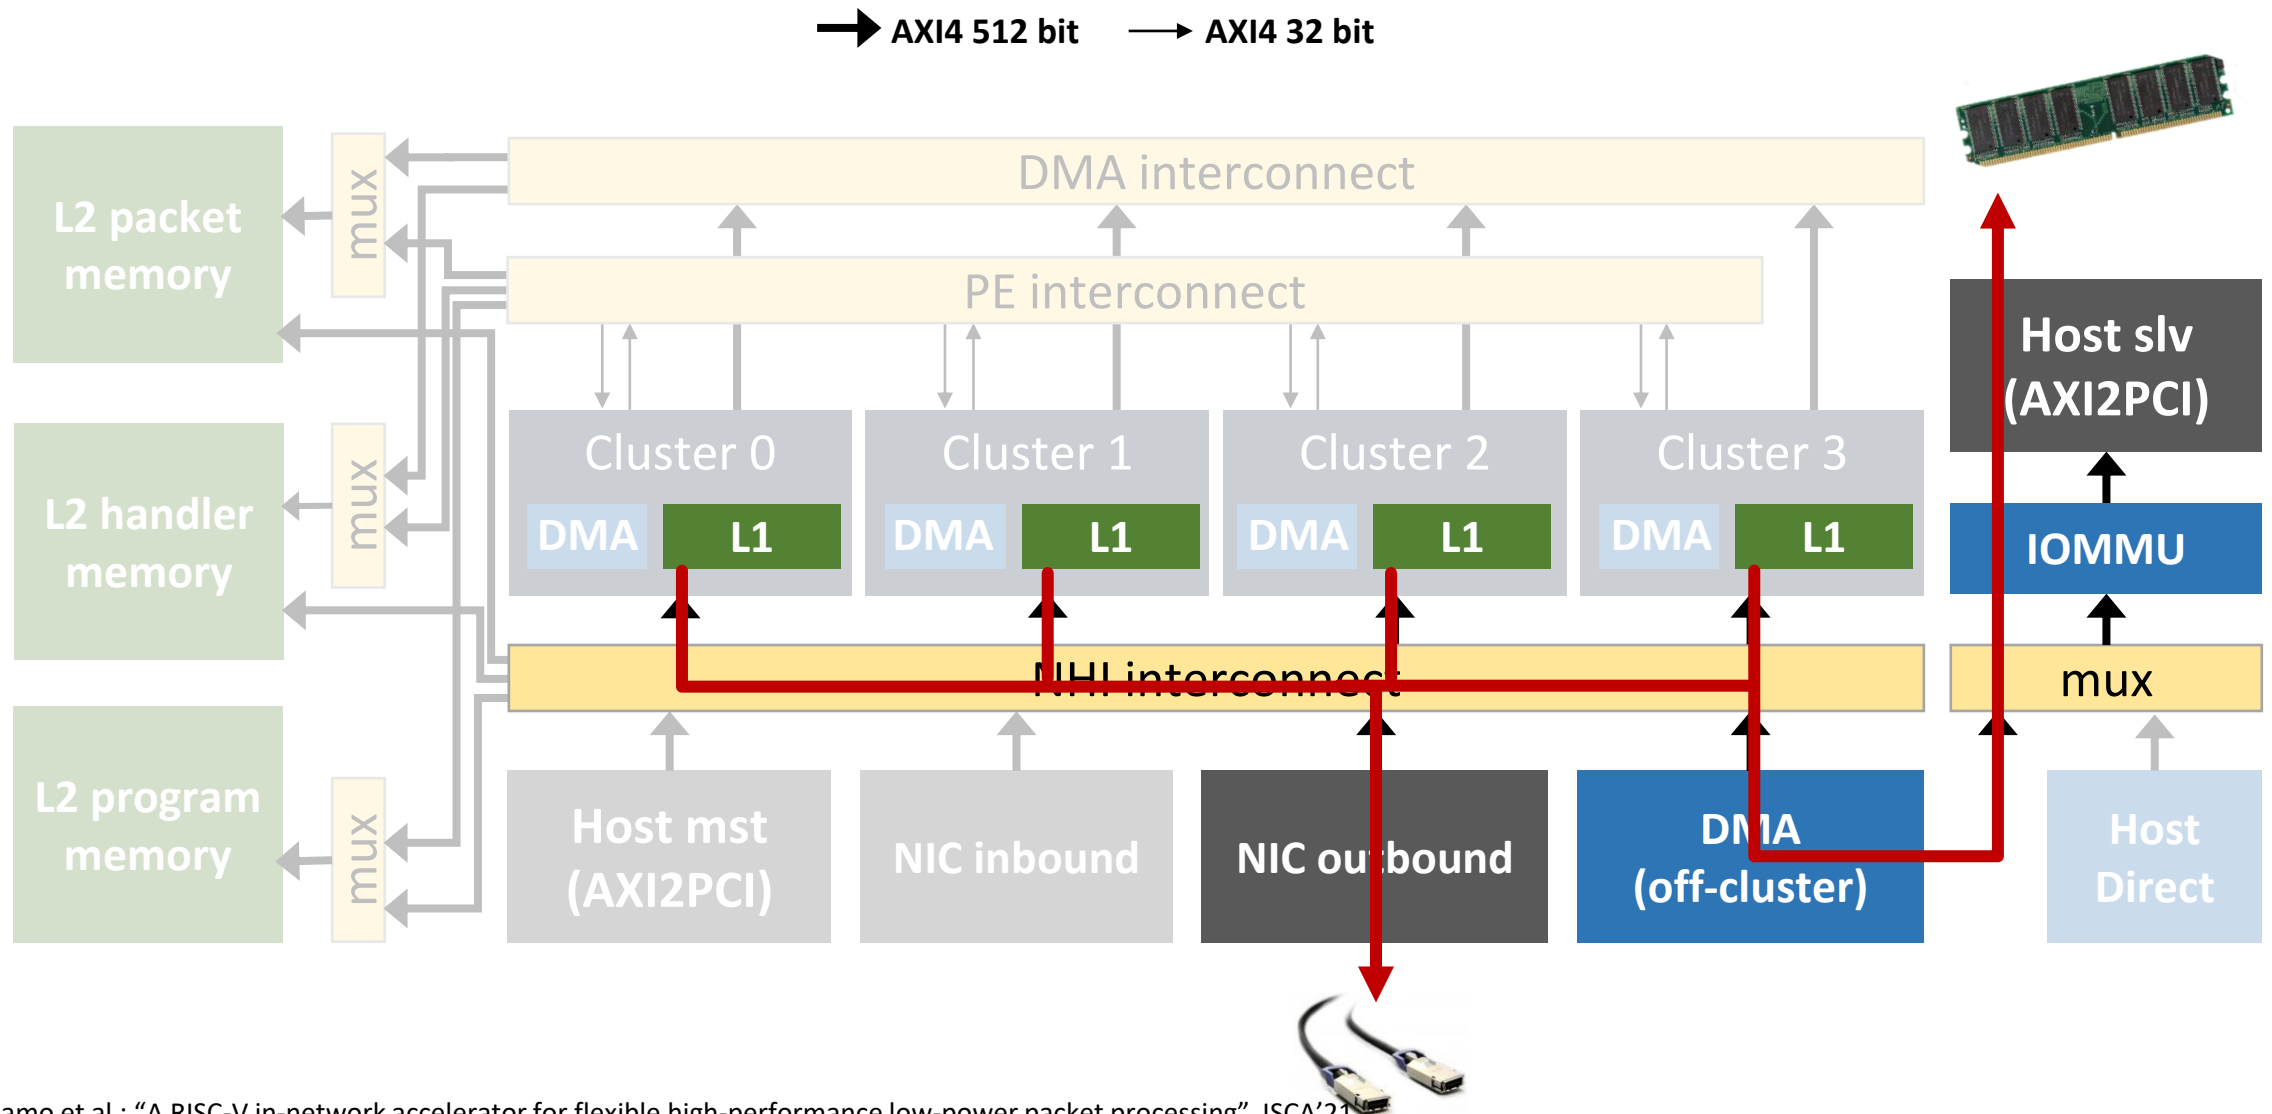 AXI4 512 bit AXI4 32 bit
L2 packet
memory
mux
DMA interconnect
PE interconnect
Host slv
(AXI2PCI)
L2 handler
memory
mux
Cluster 0
DMA L1
Cluster 1
DMA L1
Cluster 2
DMA L1
Cluster 3
DMA L1
IOMMU
NHI interconnect
mux
L2 program
memory
mux
Host mst
(AXI2PCI)
NIC inbound
NIC outbound
DMA
(off-cluster)
Host
Direct
et al.: “A RISC-V in-network accelerator for flexible high-performance low-power packet processing”, ISCA’21